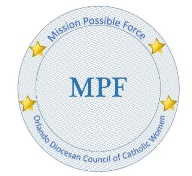 Mission Possible Force
MPF
Orlando Diocesan Council of Catholic Women